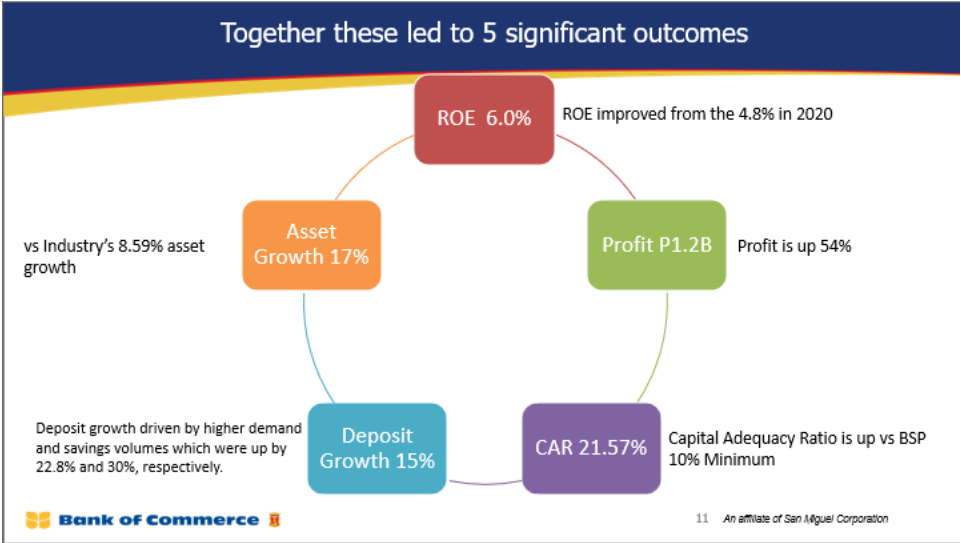 Together these led to 5 significant outcomes
ROE 6.0%
ROE improved from the 4.8% in 2020
Asset
Growth 17%
vs Industry's 8.59% asset
growth
Profit P1.2B
Profit is up 54%
Deposit growth driven by higher demand
and savings volumes which were up by
22.8% and 30%, respectively.
Deposit
Growth 15%
CAR 21.57%
Capital Adequacy Ratio is up vs BSP
10% Minimum
Bank of Commerce
11 An affiliate of San Miguel Corporation